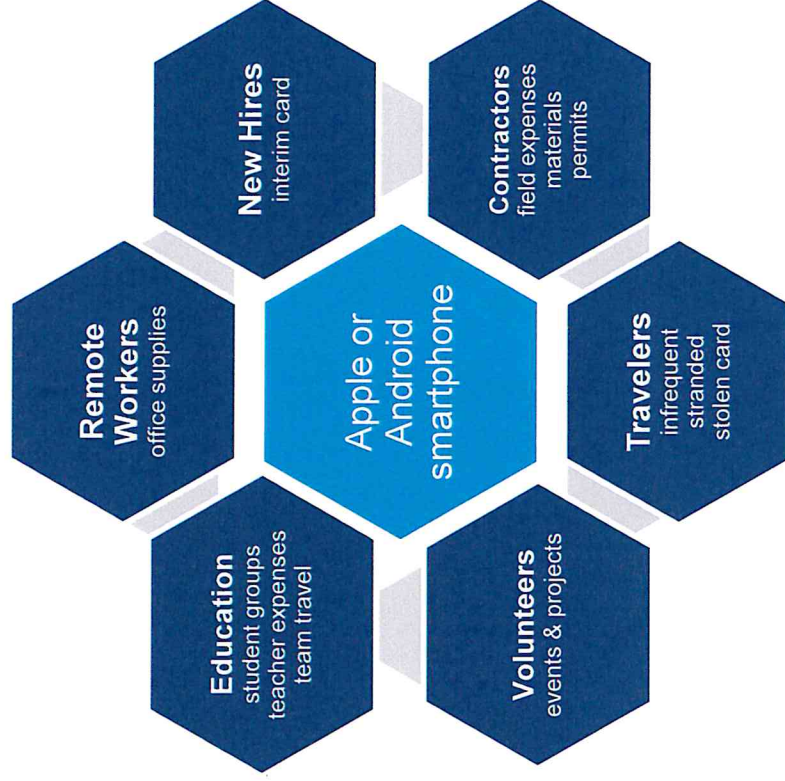 Remote
Workers
office supplies
New Hires
interim card
Contractors
field expenses
materials
permits
Travelers
infrequent
stranded
stolen card
Volunteers
events & projects
Education
student groups
teacher expenses
team travel
Apple or
Android
smartphone